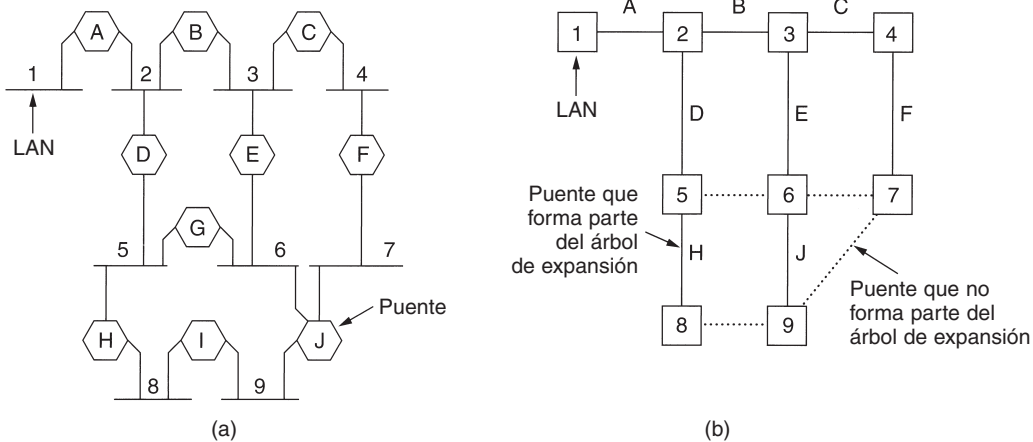 A B C
1 2 3 4
LAN
D E F
G
5 6 7
Puente
H I J
8 9
(a)
A B C
1 2 3 4
D E F
LAN
5 6 7
Puente que
forma parte
del árbol
de expansión
H J
Puente que no
forma parte del
árbol de expansión
8 9
(b)